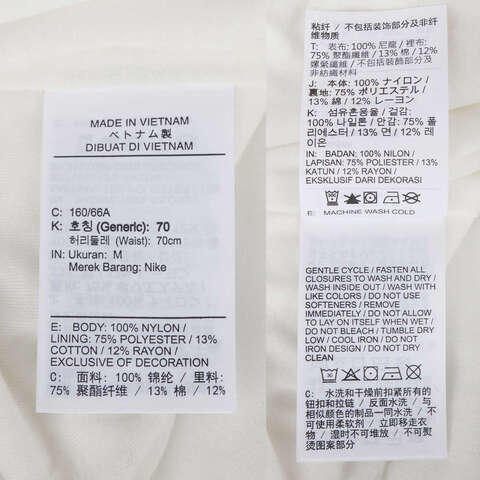 MADE IN VIETNAM
ベトナム製
DIBUAT DI VIETNAM
C: 160/66A
K: 호칭 (Generic): 70
허리둘레 (Waist): 70cm
IN: Ukuran: M
Merek Barang: Nike
E: BODY: 100% NYLON/
LINING: 75% POLYESTER / 13%
COTTON / 12% RAYON/
EXCLUSIVE OF DECORATION
C: 面料: 100% 锦纶 / 里料:
75% 聚酯纤维 / 13% 棉 / 12%
粘纤 / 不包括装饰部分及非纤
维物质
T: 表布: 100% 尼龍 / 裡布:
75% 聚酯纖維 / 13% 棉 / 12%
嫘縈纖維 / 不包括裝飾部分及
非紡織材料
J: 本体: 100% ナイロン /
裏地: 75% ポリエステル /
13% 綿 / 12% レーヨン
K: 섬유혼용율 / 겉감:
100% 나일론 / 안감: 75% 폴
리에스터 / 13% 면 / 12% 레
이온
IN: BADAN: 100% NILON /
LAPISAN: 75% POLIESTER / 13%
KATUN / 12% RAYON /
EKSKLUSIF DARI DEKORASI
E: MACHINE WASH COLD
GENTLE CYCLE / FASTEN ALL
CLOSURES TO WASH AND DRY /
WASH INSIDE OUT / WASH WITH
LIKE COLORS / DO NOT USE
SOFTENERS / REMOVE
IMMEDIATELY / DO NOT ALLOW
TO LAY ON ITSELF WHEN WET /
DO NOT BLEACH / TUMBLE DRY
LOW / COOL IRON / DO NOT
IRON DESIGN / DO NOT DRY
CLEAN
C: 水洗和干燥前扣紧所有的
钮扣和拉链 / 反面水洗 / 与
相似颜色的制品一同水洗 / 不
可使用柔软剂 / 立即移走衣
物 / 湿时不可堆放 / 不可熨
烫图案部分